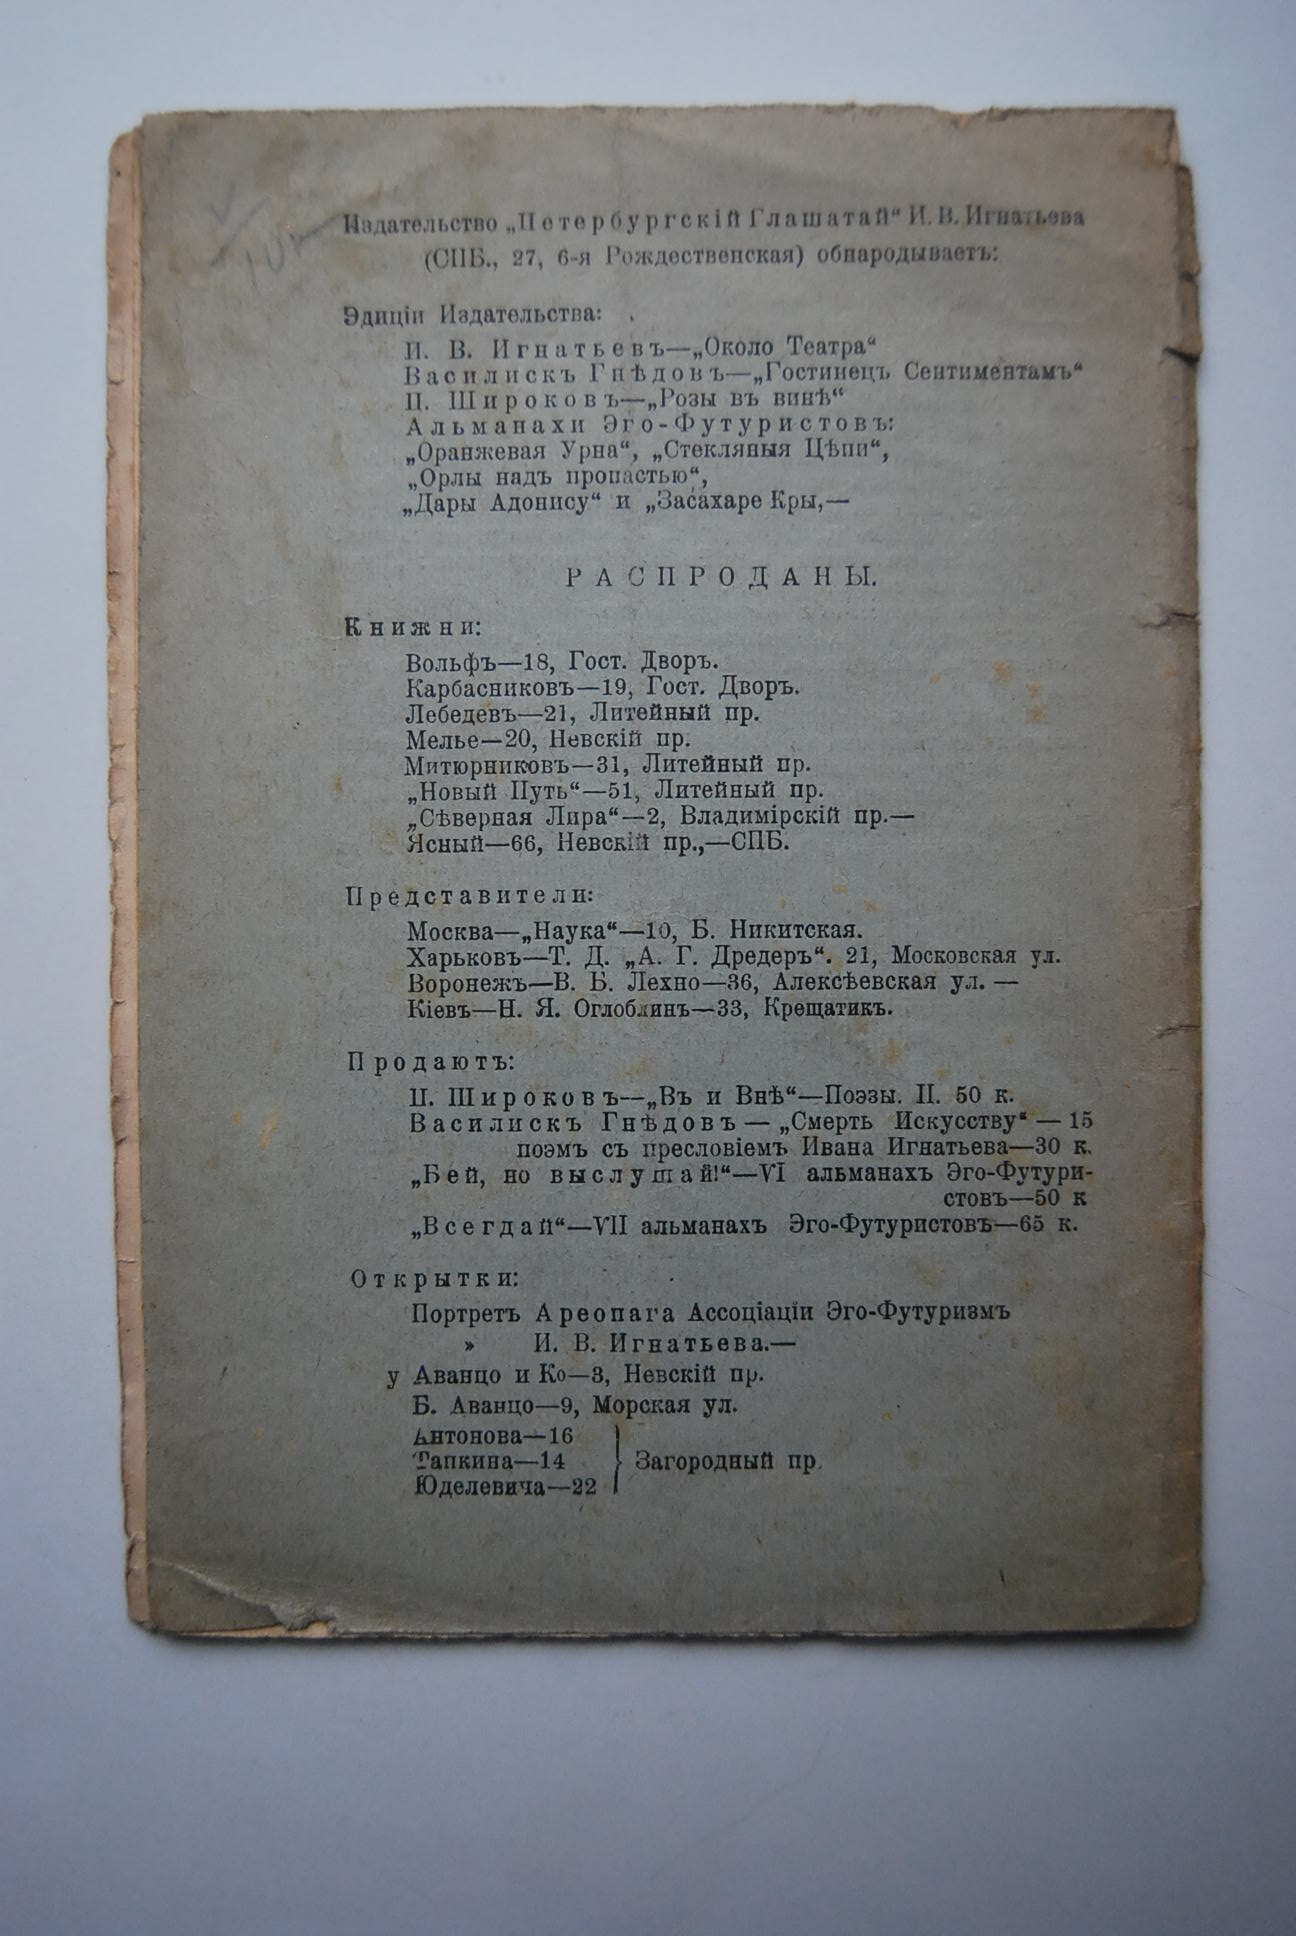 Издательство „Петербургскій Глашатай“ И. В. Игнатьева
(СПБ., 27, 6-я Рождественская) обнародываетъ:
Эдиціи Издательства:
И. В. Игнатьевъ—„Около Театра“
Василискъ Гнѣдовъ—„Гостинецъ Сентиментамъ“
П. Широковъ—„Розы въ винѣ“
Альманахи Эго-Футуристовъ:
„Оранжевая Урна“, „Стекляныя Цѣпи“,
„Орлы надъ пропастью“,
„Дары Адонису“ и „Засахаре Кры,—
РАСПРОДАНЫ.
Книжни:
Вольфъ—18, Гост. Дворъ.
Карбасниковъ—19, Гост. Дворъ.
Лебедевъ—21, Литейный пр.
Мелье—20, Невскій пр.
Митюрниковъ—31, Литейный пр.
„Новый Путь“—51, Литейный пр.
„Сѣверная Лира“—2, Владимірскій пр.—
Ясный—66, Невскій пр.,—СПБ.
Представители:
Москва—„Наука“—10, Б. Никитская.
Харьковъ—Т. Д. „А. Г. Дредеръ“. 21, Московская ул.
Воронежъ—В. Б. Лехно—36, Алексѣевская ул. —
Кіевъ—Н. Я. Оглоблинъ—33, Крещатикъ.
Продаютъ:
П. Широковъ—„Въ и Внѣ“—Поэзы. II. 50 к.
Василискъ Гнѣдовъ — „Смерть Искусству“ — 15
поэмъ съ пресловіемъ Ивана Игнатьева—30 к.
„Бей, но выслушай!“—VI альманахъ Эго-Футури-
стовъ—50 к
„Всегдай“—VII альманахъ Эго-Футуристовъ—65 к.
Открытки:
Портретъ Ареопага Ассоціаціи Эго-Футуризмъ
» И. В. Игнатьева.—
у Аванцо и Ко—3, Невскій пр.
Б. Аванцо—9, Морская ул.
Антонова—16
Тапкина—14 } Загородный пр.
Юделевича—22